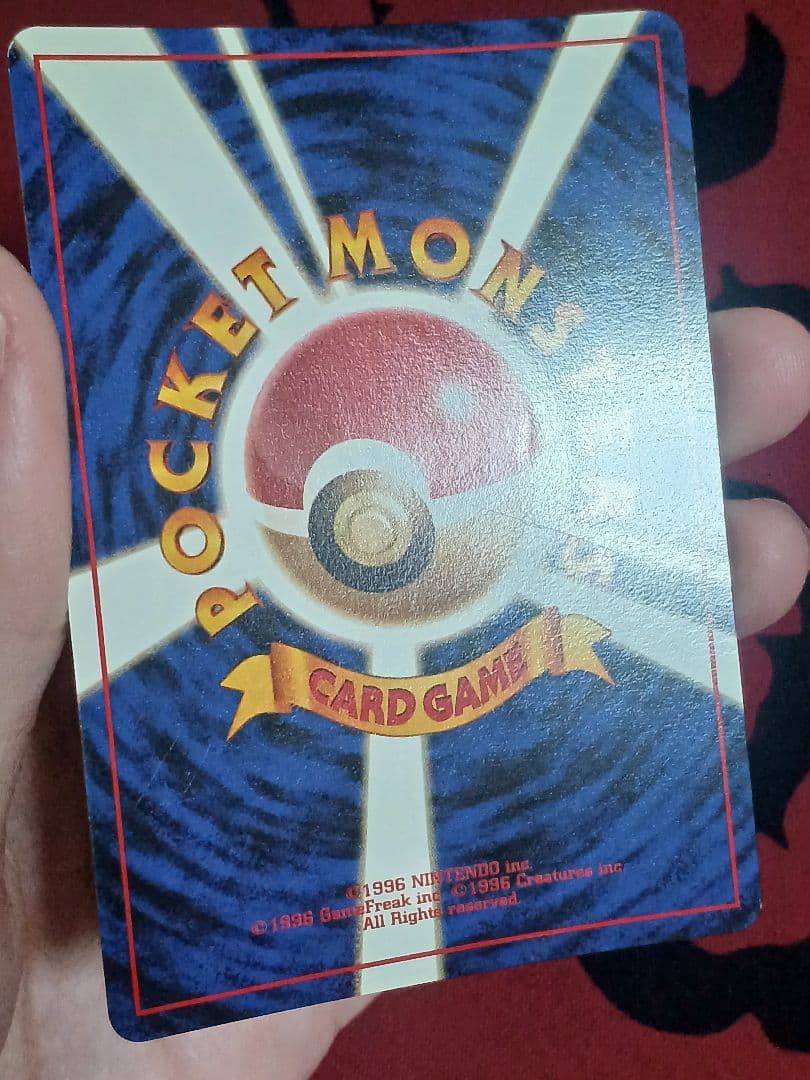 POCKET MONSTERS
CARD GAME
©1996 NINTENDO inc.
©1996 GameFreak inc. ©1996 Creatures inc.
All Rights reserved.